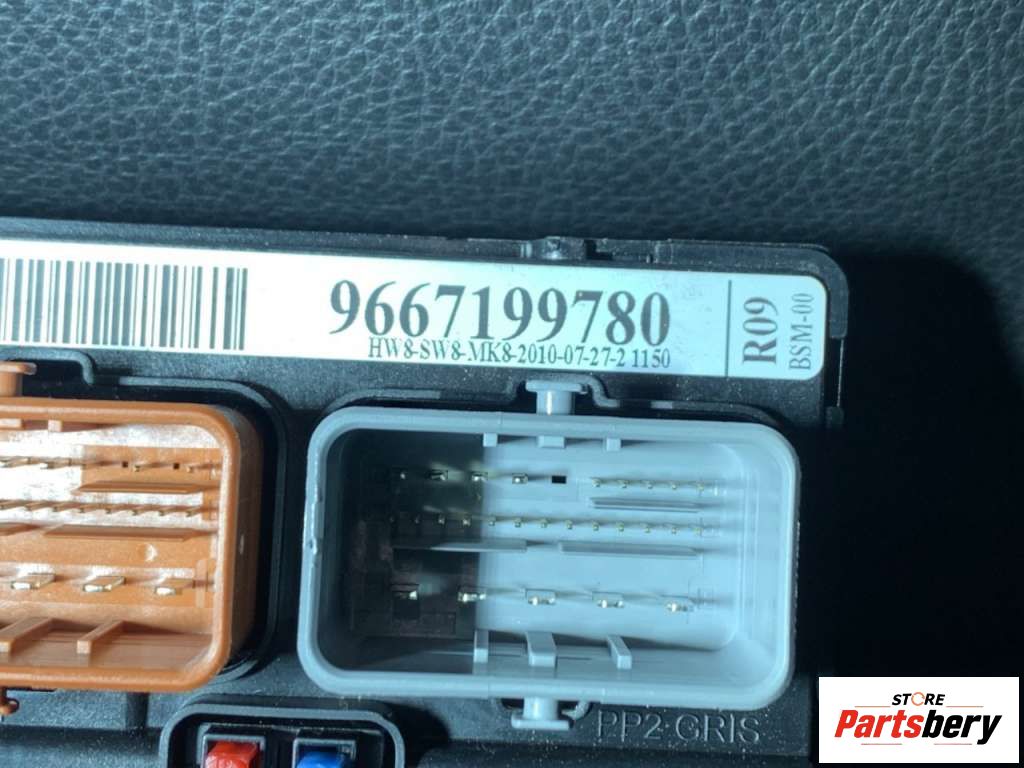 9667199780
HW8-SW8-MK8-2010-07-27-2 1150
R09
BSM-00
PP2-GRIS
STORE
Partsbery